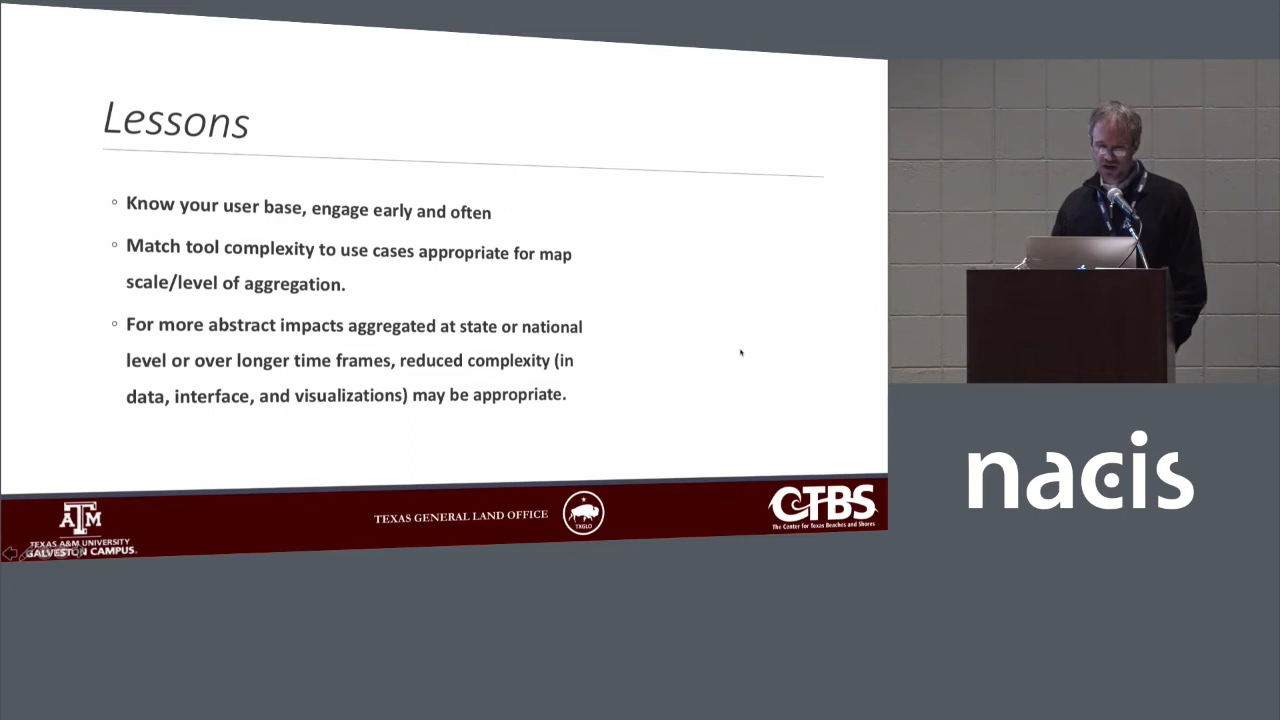 Lessons
◦ Know your user base, engage early and often
◦ Match tool complexity to use cases appropriate for map
scale/level of aggregation.
◦ For more abstract impacts aggregated at state or national
level or over longer time frames, reduced complexity (in
data, interface, and visualizations) may be appropriate.
ATM
TEXAS A&M UNIVERSITY
GALVESTON CAMPUS.
TEXAS GENERAL LAND OFFICE
TXGLO
CTBS
The Center for Texas Beaches and Shores
nacis